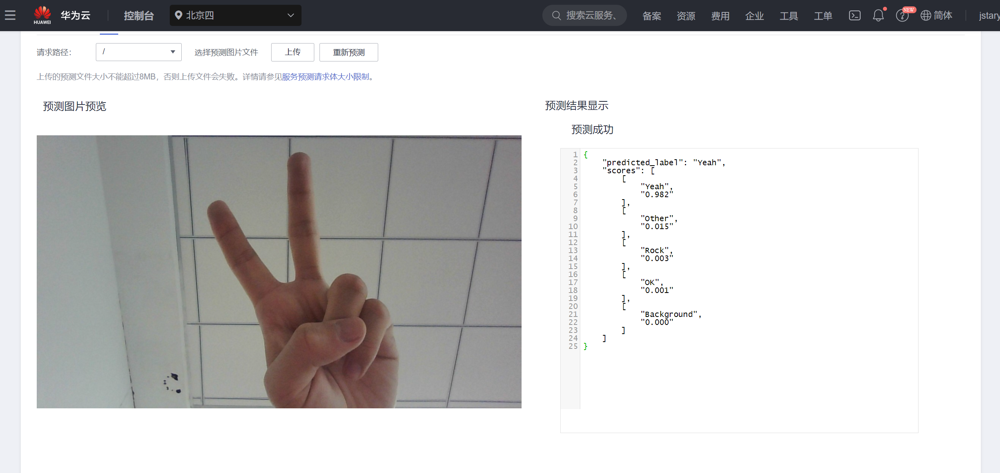 HUAWEI 华为云 控制台 北京四 搜索云服务、 备案 资源 费用 企业 工具 工单 NEW 简体 jstary
请求路径： / 选择预测图片文件 上传 重新预测
上传的预测文件大小不能超过8MB，否则上传文件会失败。详情请参见服务预测请求体大小限制。
预测图片预览
预测结果显示
预测成功
1 {
2 "predicted_label": "Yeah",
3 "scores": [
4 [
5 "Yeah",
6 "0.982"
7 ],
8 [
9 "Other",
10 "0.015"
11 ],
12 [
13 "Rock",
14 "0.003"
15 ],
16 [
17 "OK",
18 "0.001"
19 ],
20 [
21 "Background",
22 "0.000"
23 ]
24 ]
25 }